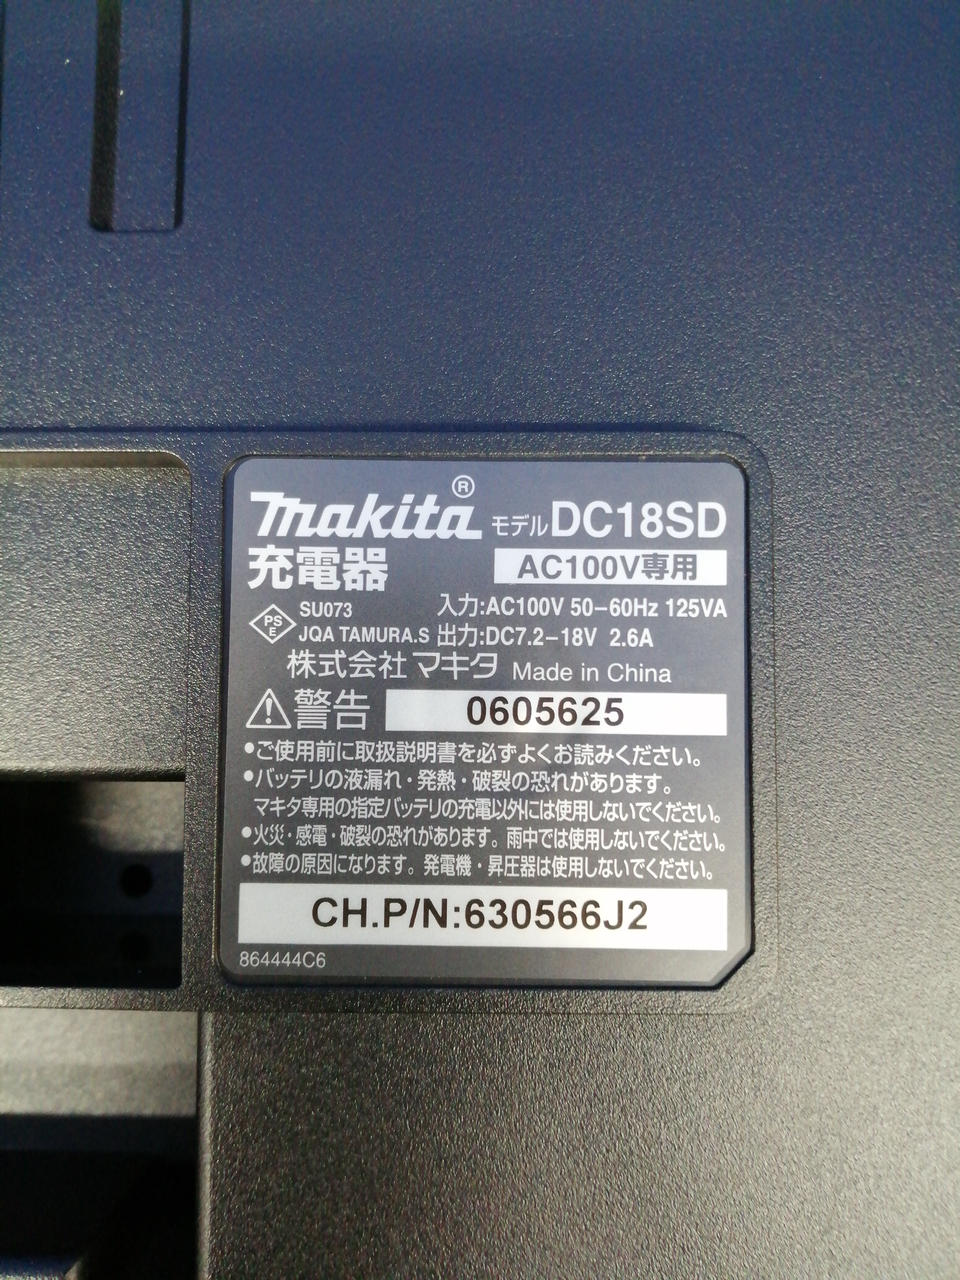 makita® モデルDC18SD
充電器 AC100V専用
PSE SU073 入力:AC100V 50-60Hz 125VA
JQA TAMURA.S 出力:DC7.2-18V 2.6A
株式会社マキタ Made in China
警告 0605625
•ご使用前に取扱説明書を必ずよくお読みください。
•バッテリの液漏れ・発熱・破裂の恐れがあります。
マキタ専用の指定バッテリの充電以外には使用しないでください。
•火災・感電・破裂の恐れがあります。雨中では使用しないでください。
•故障の原因になります。発電機・昇圧器は使用しないでください。
CH.P/N:630566J2
864444C6